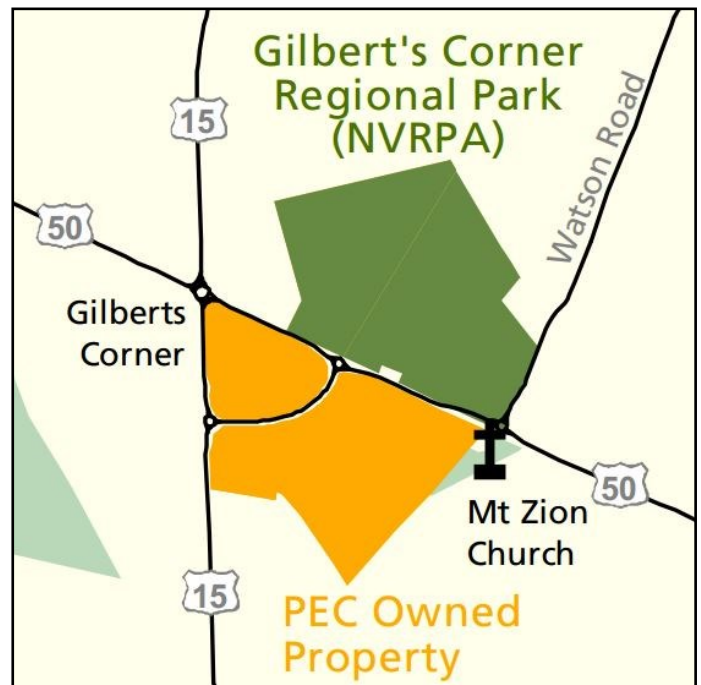 Gilbert's Corner
Regional Park
(NVRPA)
15
Watson Road
50
Gilberts
Corner
Mt Zion
Church
50
15
PEC Owned
Property